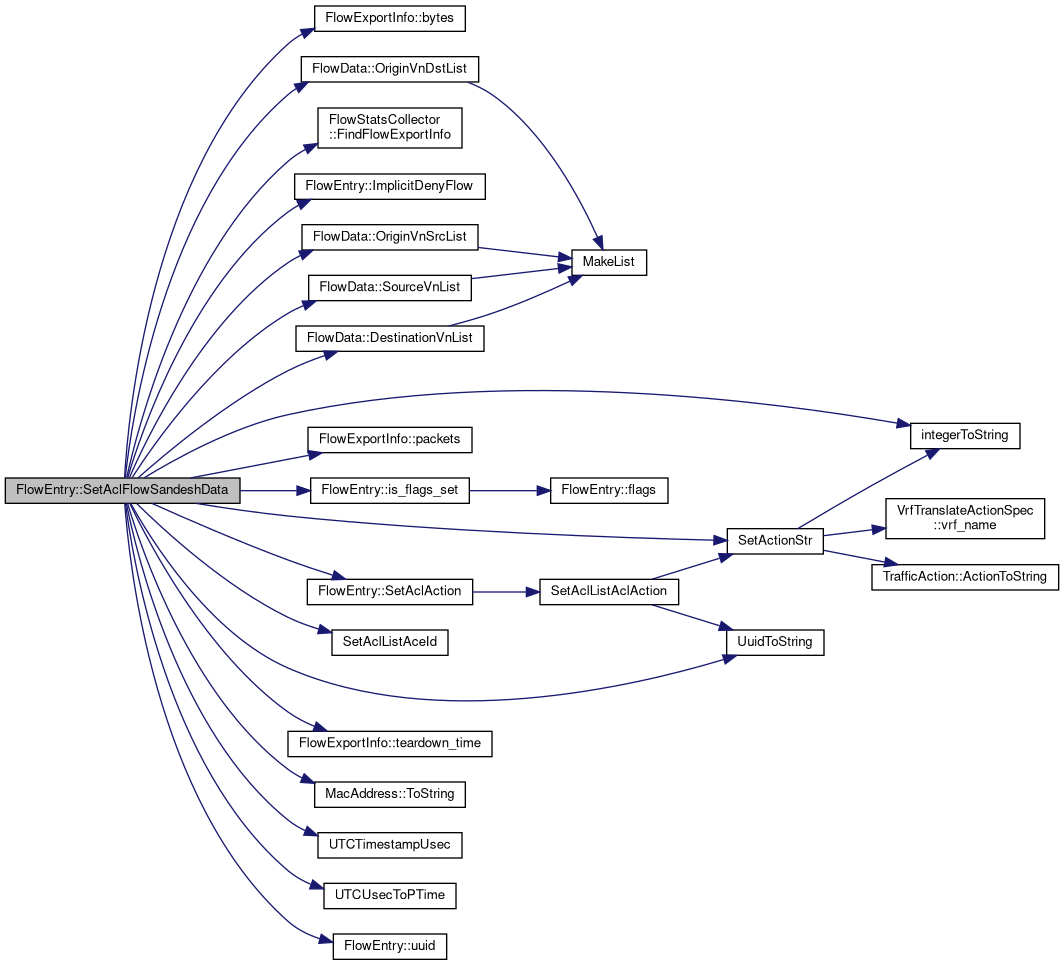 FlowExportInfo::bytes
FlowData::OriginVnDstList
FlowStatsCollector
::FindFlowExportInfo
FlowEntry::ImplicitDenyFlow
FlowData::OriginVnSrcList
MakeList
FlowData::SourceVnList
FlowData::DestinationVnList
integerToString
FlowExportInfo::packets
FlowEntry::SetAclFlowSandeshData
FlowEntry::is_flags_set
FlowEntry::flags
VrfTranslateActionSpec
::vrf_name
SetActionStr
TrafficAction::ActionToString
FlowEntry::SetAclAction
SetAclListAclAction
SetAclListAceId
UuidToString
FlowExportInfo::teardown_time
MacAddress::ToString
UTCTimestampUsec
UTCUsecToPTime
FlowEntry::uuid